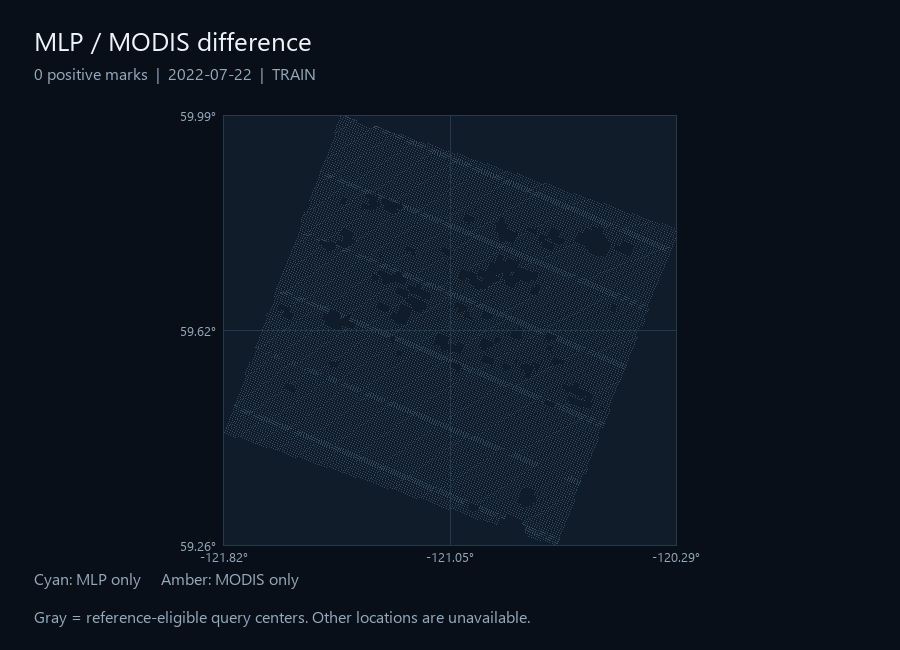 MLP / MODIS difference
0 positive marks | 2022-07-22 | TRAIN
59.99°
59.62°
59.26°
-121.82° -121.05° -120.29°
Cyan: MLP only Amber: MODIS only
Gray = reference-eligible query centers. Other locations are unavailable.